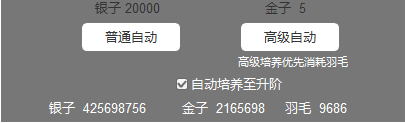 银子 20000 金子 5
普通自动 高级自动
高级培养优先消耗羽毛
自动培养至升阶
银子 425698756 金子 2165698 羽毛 9686